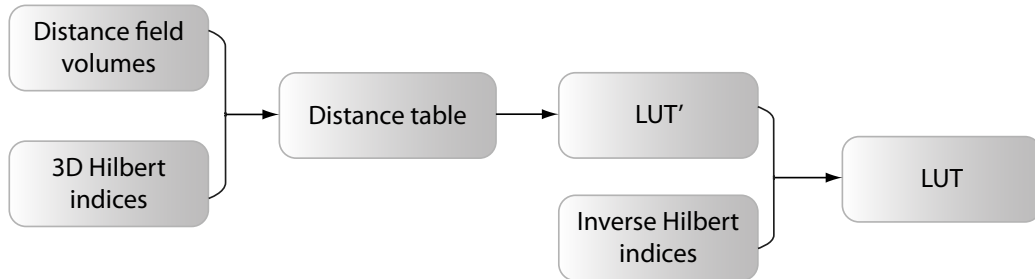 Distance field
volumes
3D Hilbert
indices
Distance table
LUT’
Inverse Hilbert
indices
LUT